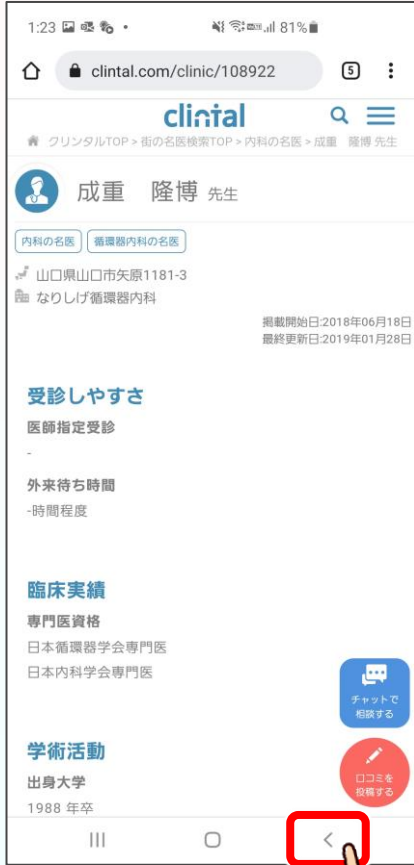 1:23
81%
clintal.com/clinic/108922
5
clintal
クリンタルTOP > 街の名医検索TOP > 内科の名医 > 成重 隆博 先生
成重 隆博 先生
内科の名医 循環器内科の名医
山口県山口市矢原1181-3
なりしげ循環器内科
掲載開始日:2018年06月18日
最終更新日:2019年01月28日
受診しやすさ
医師指定受診
-
外来待ち時間
-時間程度
臨床実績
専門医資格
日本循環器学会専門医
日本内科学会専門医
チャットで
相談する
学術活動
出身大学
1988 年卒
口コミを
投稿する